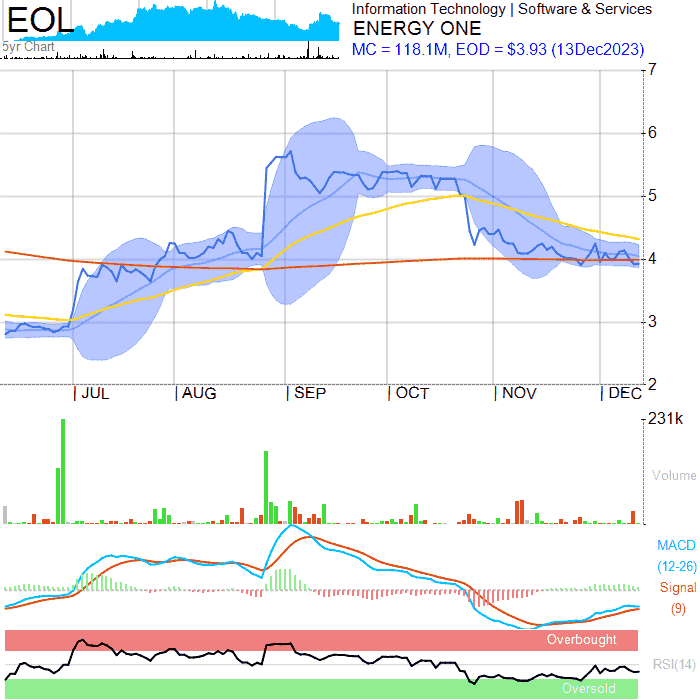 EOL
5yr Chart
Information Technology | Software & Services
ENERGY ONE
MC = 118.1M, EOD = $3.93 (13Dec2023)
7
6
5
4
3
2
| JUL | AUG | SEP | OCT | NOV | DEC
231k
Volume
MACD
(12-26)
Signal
(9)
Overbought
RSI(14)
Oversold